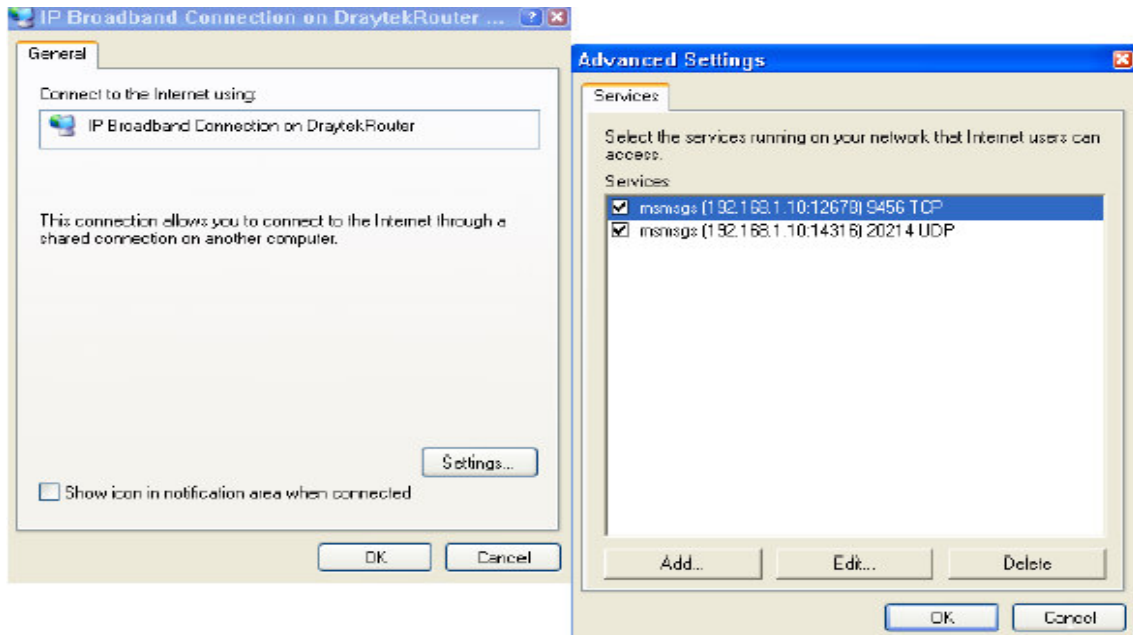 IP Broadband Connection on DraytekRouter ...
General
Connect to the Internet using:
IP Broadband Connection on DraytekRouter
This connection allows you to connect to the Internet through a
shared connection on another computer.
Settings...
Show icon in notification area when connected
OK
Cancel
Advanced Settings
Services
Select the services running on your network that Internet users can
access.
Services
msmsgs (192.168.1.10:12678) 9456 TCP
msmsgs (192.168.1.10:14316) 20214 UDP
Add...
Edit...
Delete
OK
Cancel